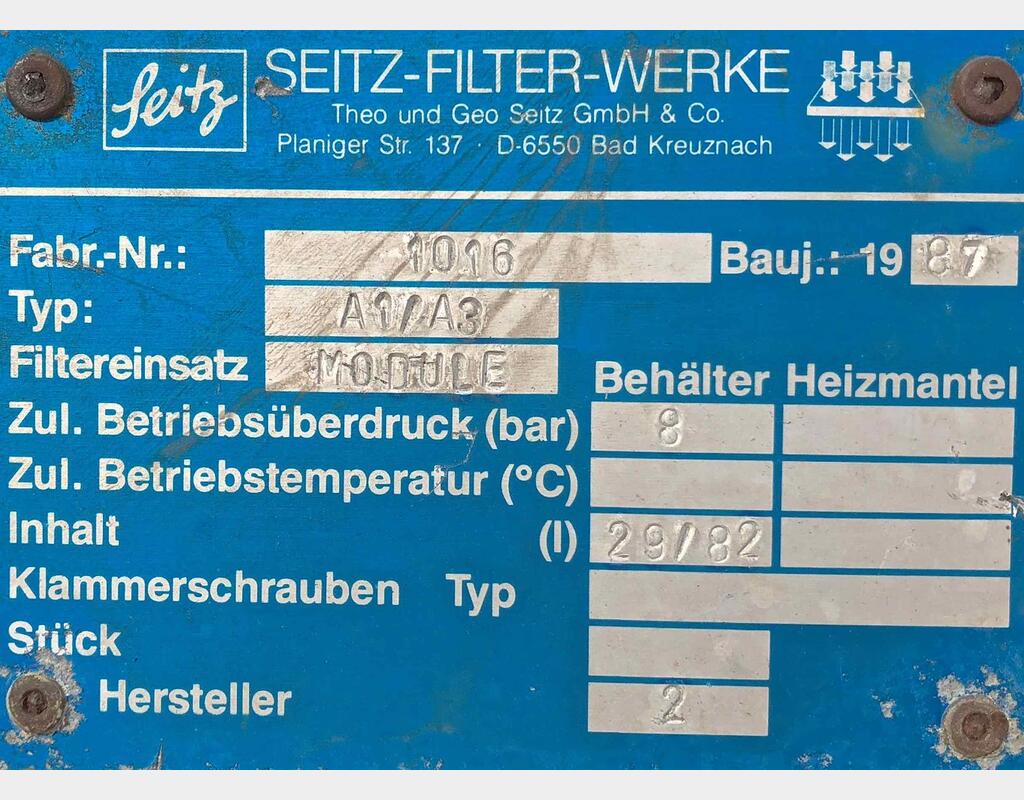 Seitz SEITZ-FILTER-WERKE
Theo und Geo Seitz GmbH & Co.
Planiger Str. 137 · D-6550 Bad Kreuznach
Fabr.-Nr.: 1016 Bauj.: 19 87
Typ: A1/A3
Filtereinsatz MODULE
Behälter Heizmantel
Zul. Betriebsüberdruck (bar) 8
Zul. Betriebstemperatur (°C)
Inhalt (l) 29/82
Klammerschrauben Typ
Stück
Hersteller 2